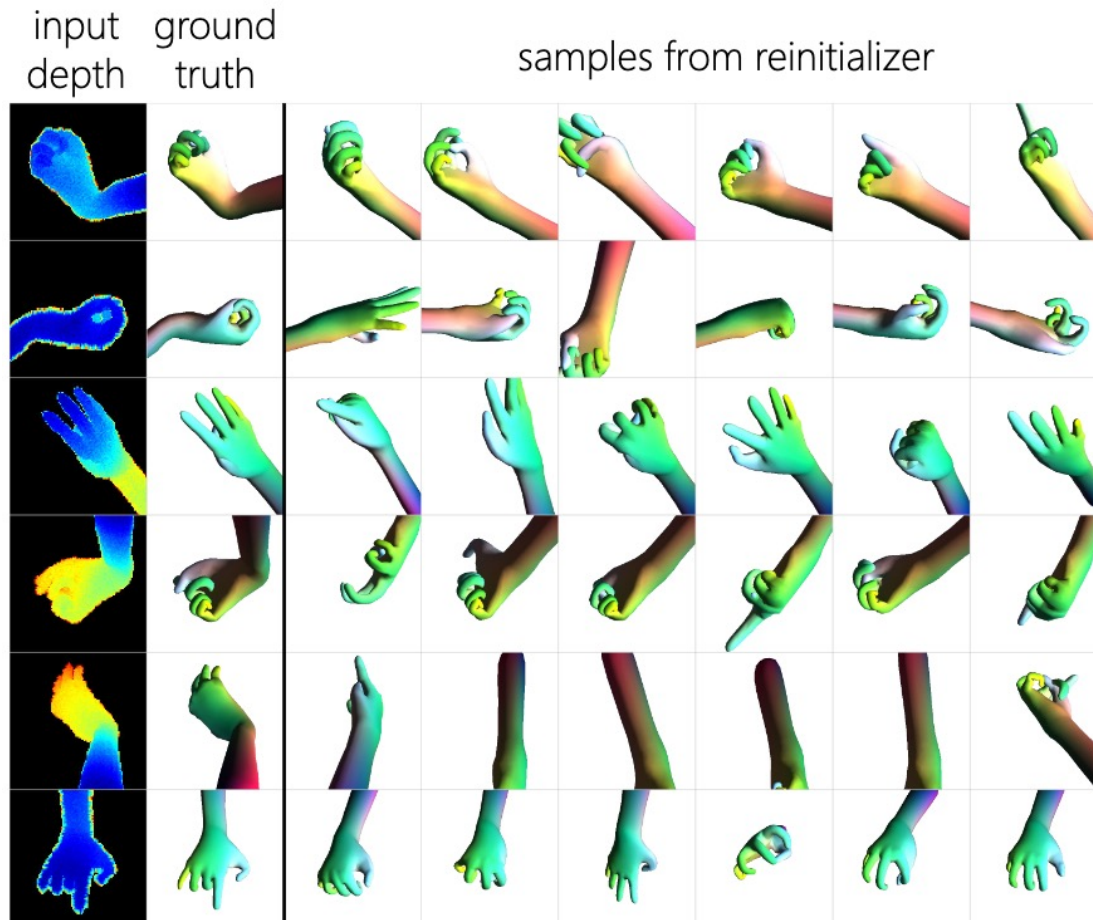 input
depth
ground
truth
samples from reinitializer